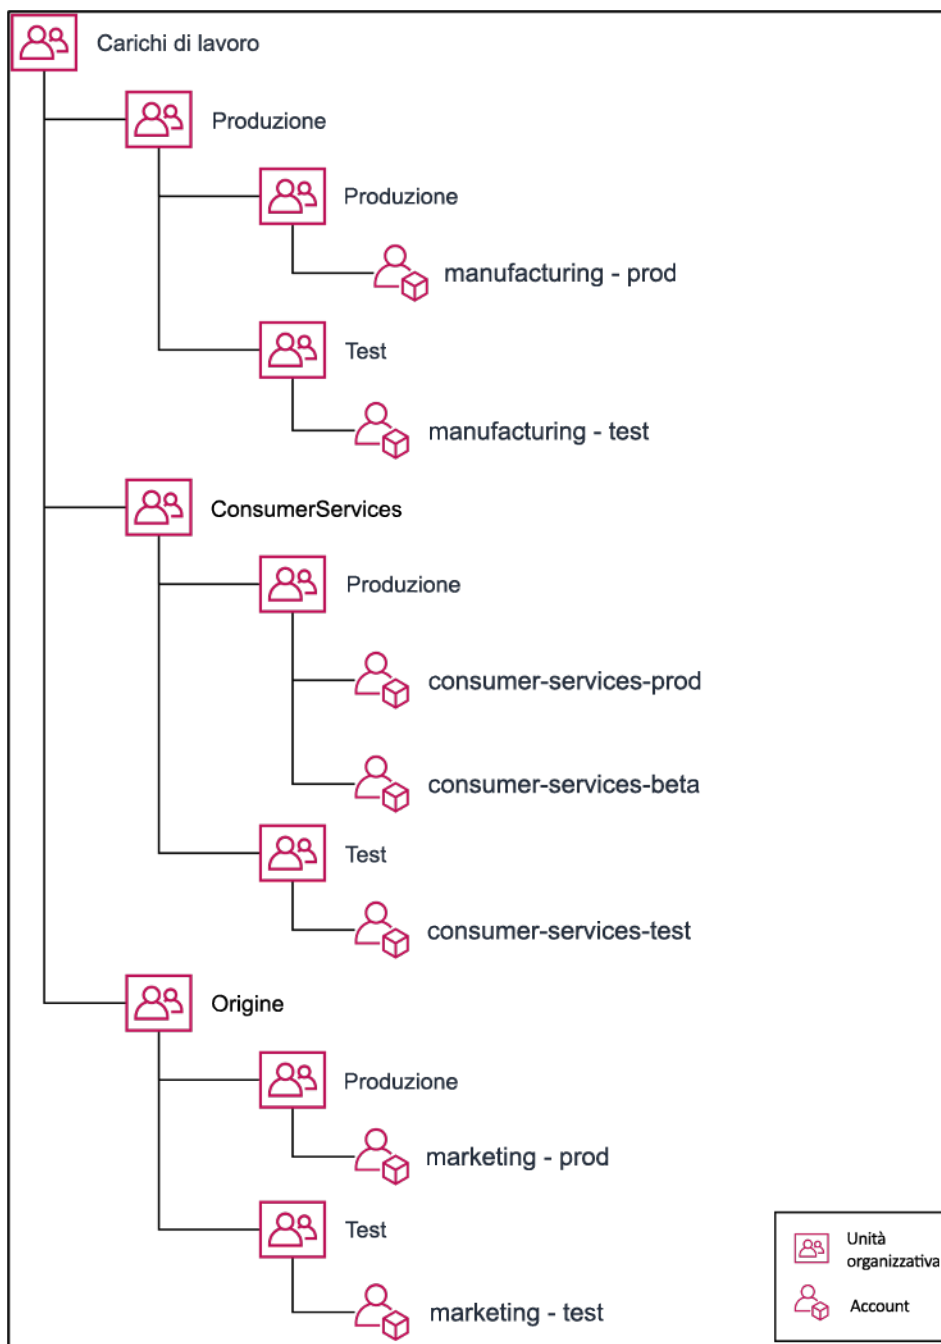 Carichi di lavoro
Produzione
Produzione
manufacturing - prod
Test
manufacturing - test
ConsumerServices
Produzione
consumer-services-prod
consumer-services-beta
Test
consumer-services-test
Origine
Produzione
marketing - prod
Test
marketing - test
Unità
organizzativa
Account